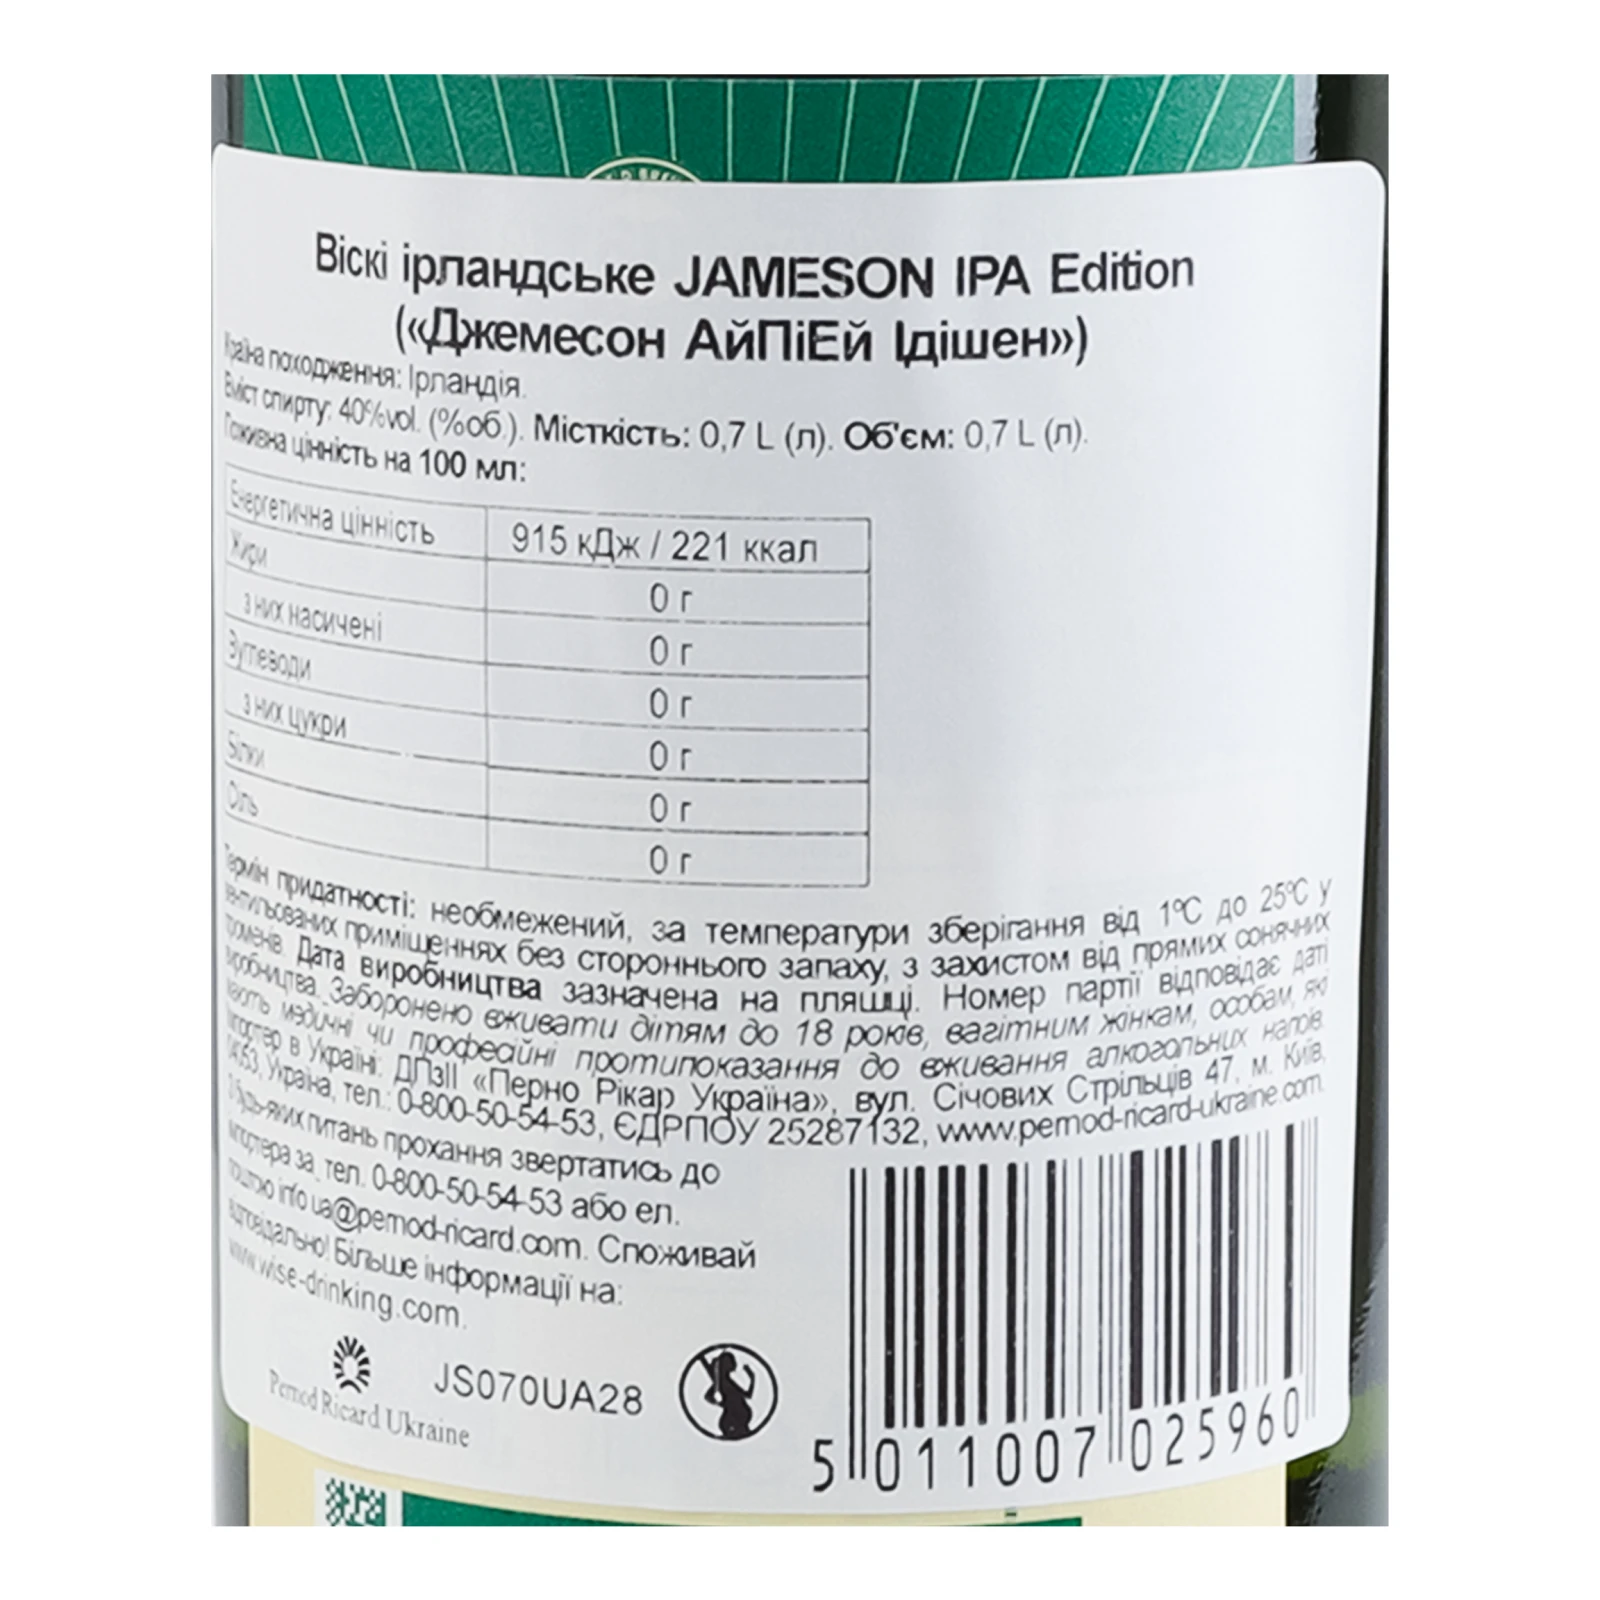 Віскі ірландське JAMESON IPA Edition
(«Джемесон АйПіЕй Ідішен»)
Країна походження: Ірландія.
Вміст спирту: 40%vol. (%об.). Місткість: 0,7 L (л). Об'єм: 0,7 L (л).
Поживна цінність на 100 мл:
Енергетична цінність 915 кДж / 221 ккал
Жири 0 г
з них насичені 0 г
Вуглеводи 0 г
з них цукри 0 г
Білки 0 г
Сіль 0 г
Термін придатності: необмежений, за температури зберігання від 1°C до 25°C у
вентильованих приміщеннях без стороннього запаху, з захистом від прямих сонячних
променів. Дата виробництва зазначена на пляшці. Номер партії відповідає даті
виробництва. Заборонено вживати дітям до 18 років, вагітним жінкам, особам, які
мають медичні чи професійні протипоказання до вживання алкогольних напоїв.
Імпортер в Україні: ДПзІІ «Перно Рікар Україна», вул. Січових Стрільців 47, м. Київ,
04053, Україна, тел.: 0-800-50-54-53, ЄДРПОУ 25287132, www.pernod-ricard-ukraine.com.
З будь-яких питань прохання звертатись до
імпортера за тел. 0-800-50-54-53 або ел.
поштою info.ua@pernod-ricard.com. Споживай
відповідально! Більше інформації на:
www.wise-drinking.com.
Pernod Ricard Ukraine
JS070UA28
5 011007 025960